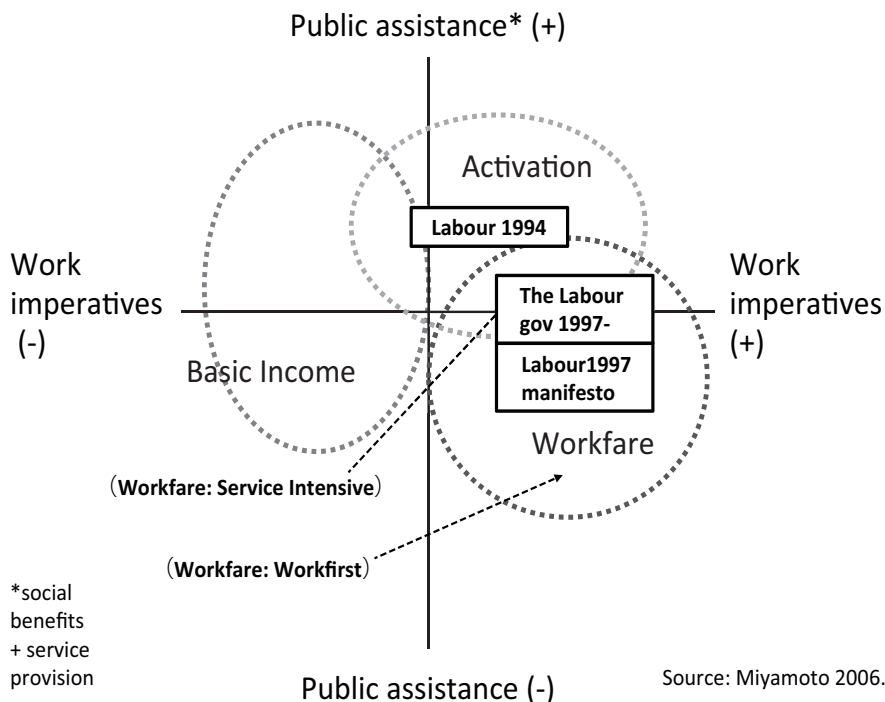 Public assistance* (+)
Activation
Labour 1994
Work
imperatives
(-)
The Labour
gov 1997-
Work
imperatives
(+)
Basic Income
Labour1997
manifesto
Workfare
(Workfare: Service Intensive)
(Workfare: Workfirst)
*social
benefits
+ service
provision
Public assistance (-)
Source: Miyamoto 2006.